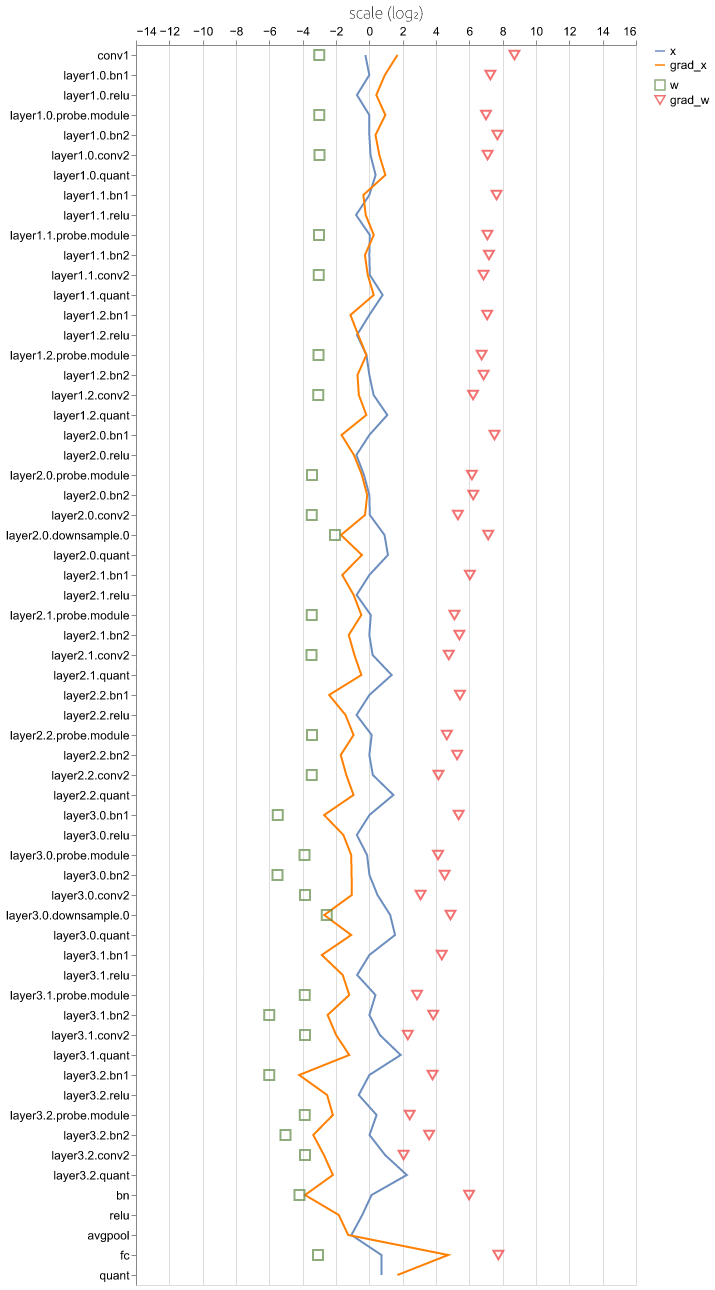 scale (log₂)
−14 −12 −10 −8 −6 −4 −2 0 2 4 6 8 10 12 14 16
x
grad_x
w
grad_w
conv1
layer1.0.bn1
layer1.0.relu
layer1.0.probe.module
layer1.0.bn2
layer1.0.conv2
layer1.0.quant
layer1.1.bn1
layer1.1.relu
layer1.1.probe.module
layer1.1.bn2
layer1.1.conv2
layer1.1.quant
layer1.2.bn1
layer1.2.relu
layer1.2.probe.module
layer1.2.bn2
layer1.2.conv2
layer1.2.quant
layer2.0.bn1
layer2.0.relu
layer2.0.probe.module
layer2.0.bn2
layer2.0.conv2
layer2.0.downsample.0
layer2.0.quant
layer2.1.bn1
layer2.1.relu
layer2.1.probe.module
layer2.1.bn2
layer2.1.conv2
layer2.1.quant
layer2.2.bn1
layer2.2.relu
layer2.2.probe.module
layer2.2.bn2
layer2.2.conv2
layer2.2.quant
layer3.0.bn1
layer3.0.relu
layer3.0.probe.module
layer3.0.bn2
layer3.0.conv2
layer3.0.downsample.0
layer3.0.quant
layer3.1.bn1
layer3.1.relu
layer3.1.probe.module
layer3.1.bn2
layer3.1.conv2
layer3.1.quant
layer3.2.bn1
layer3.2.relu
layer3.2.probe.module
layer3.2.bn2
layer3.2.conv2
layer3.2.quant
bn
relu
avgpool
fc
quant